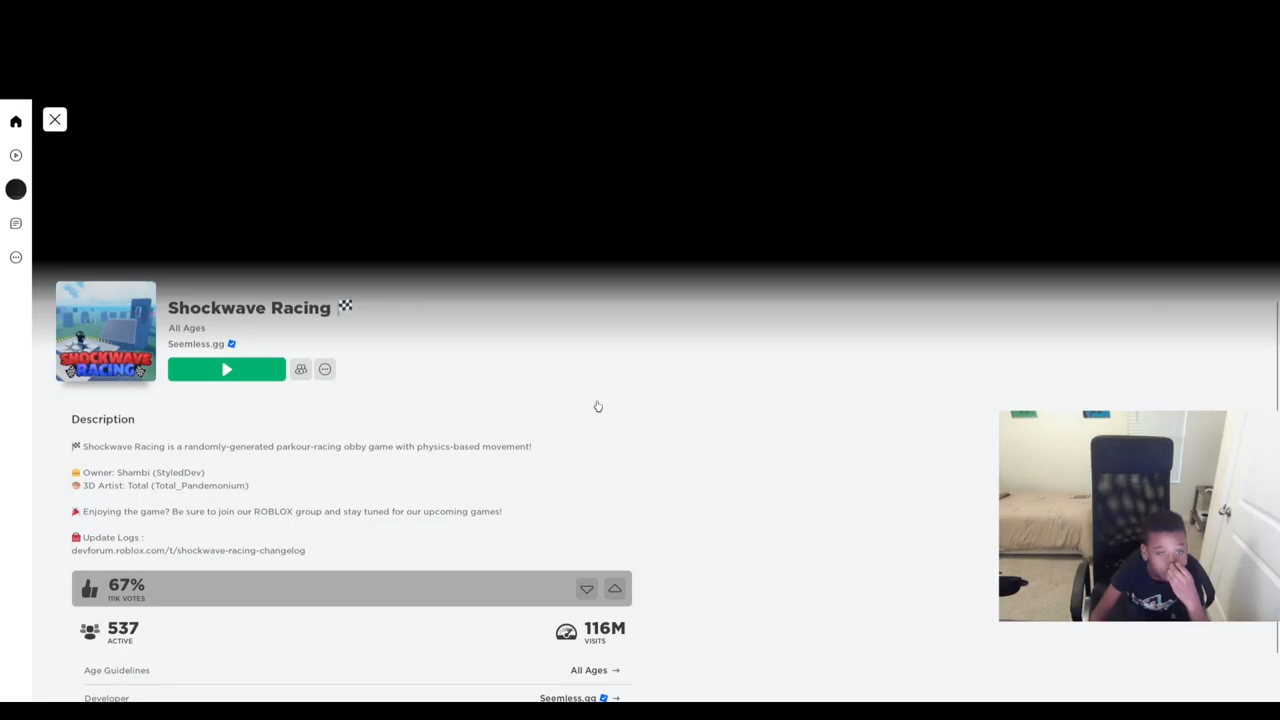 Shockwave Racing 🏁
All Ages
Seemless.gg
SHOCKWAVE
RACING
Description
🏁 Shockwave Racing is a randomly-generated parkour-racing obby game with physics-based movement!
Owner: Shambi (StyledDev)
3D Artist: Total (Total_Pandemonium)
🎉 Enjoying the game? Be sure to join our ROBLOX group and stay tuned for our upcoming games!
Update Logs :
devforum.roblox.com/t/shockwave-racing-changelog
67%
111K VOTES
537
ACTIVE
116M
VISITS
Age Guidelines
All Ages →
Developer
Seemless.gg →